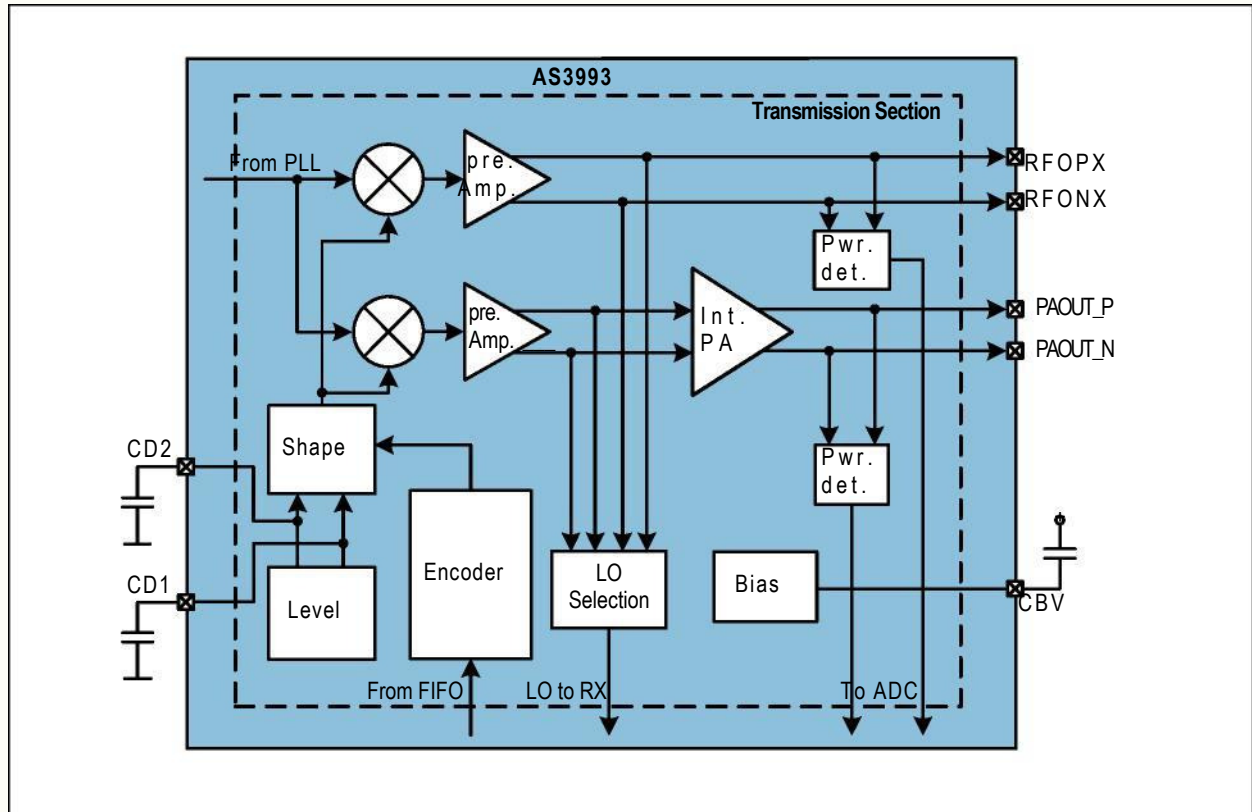 AS3993
Transmission Section
From PLL
pre.
Amp.
RFOPX
RFONX
Pwr.
det.
pre.
Amp.
Int.
PA
PAOUT_P
PAOUT_N
CD2
Shape
Pwr.
det.
Encoder
LO
Selection
Bias
CD1
Level
CBV
From FIFO
LO to RX
To ADC